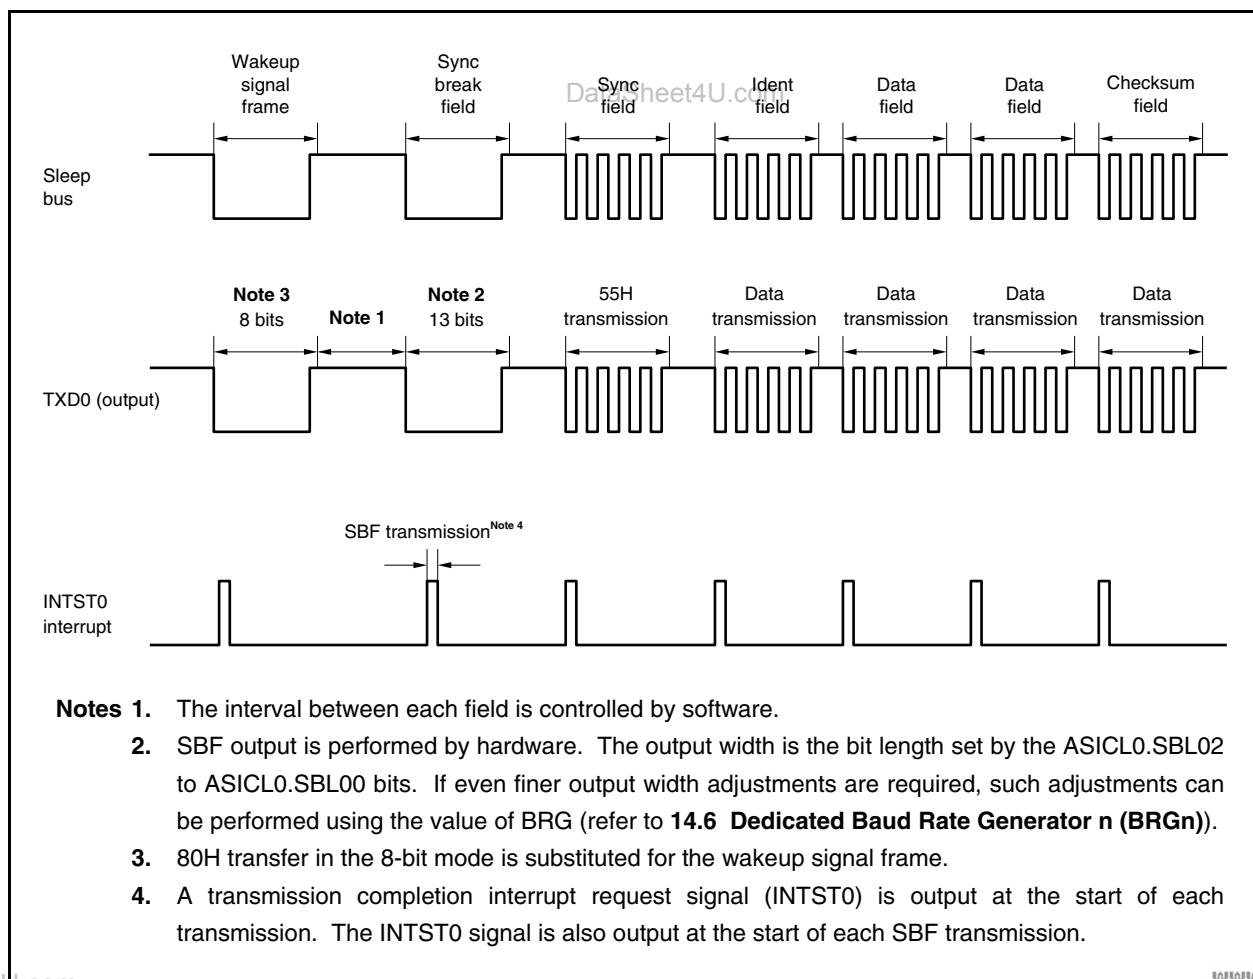 Wakeup
signal
frame
Sync
break
field
DataSheet4U.com
Sync
field
Ident
field
Data
field
Data
field
Checksum
field
Sleep
bus
Note 3
8 bits
Note 1
Note 2
13 bits
55H
transmission
Data
transmission
Data
transmission
Data
transmission
Data
transmission
TXD0 (output)
SBF transmission Note 4
INTST0
interrupt
Notes 1. The interval between each field is controlled by software.
2. SBF output is performed by hardware. The output width is the bit length set by the ASICL0.SBL02
to ASICL0.SBL00 bits. If even finer output width adjustments are required, such adjustments can
be performed using the value of BRG (refer to 14.6 Dedicated Baud Rate Generator n (BRGn)).
3. 80H transfer in the 8-bit mode is substituted for the wakeup signal frame.
4. A transmission completion interrupt request signal (INTST0) is output at the start of each
transmission. The INTST0 signal is also output at the start of each SBF transmission.